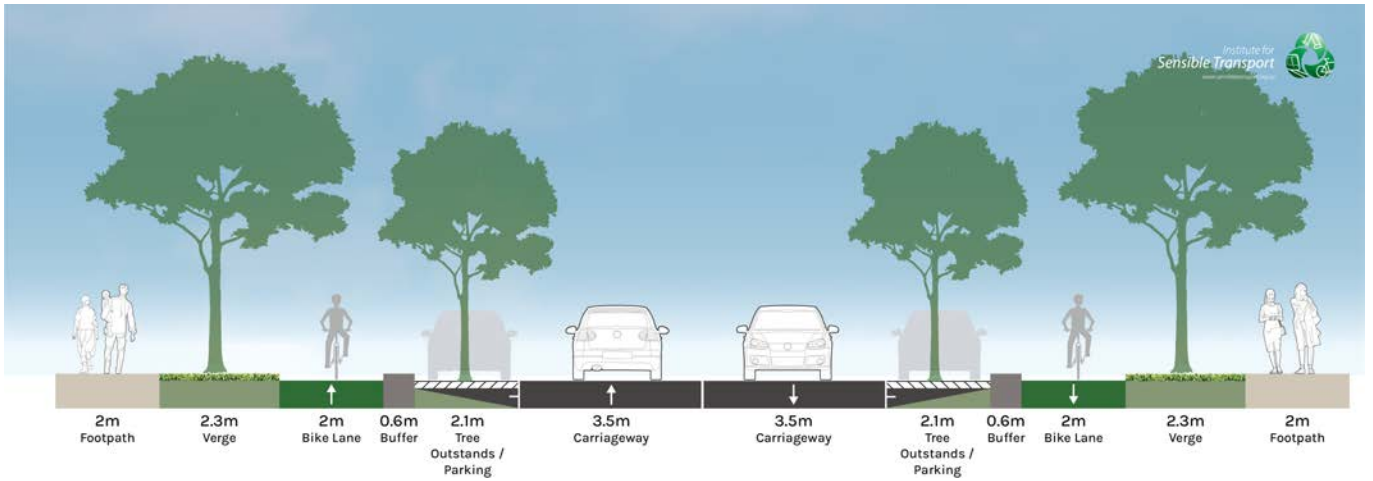 Institute for
Sensible Transport
2m
Footpath
2.3m
Verge
2m
Bike Lane
0.6m
Buffer
2.1m
Tree
Outstands /
Parking
3.5m
Carriageway
3.5m
Carriageway
2.1m
Tree
Outstands /
Parking
0.6m
Buffer
2m
Bike Lane
2.3m
Verge
2m
Footpath